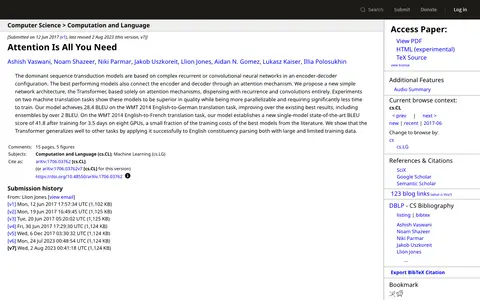 Search
Submit
Donate
Log in
Computer Science > Computation and Language
[Submitted on 12 Jun 2017 (v1), last revised 2 Aug 2023 (this version, v7)]
Attention Is All You Need
Ashish Vaswani, Noam Shazeer, Niki Parmar, Jakob Uszkoreit, Llion Jones, Aidan N. Gomez, Lukasz Kaiser, Illia Polosukhin
The dominant sequence transduction models are based on complex recurrent or convolutional neural networks in an encoder-decoder
configuration. The best performing models also connect the encoder and decoder through an attention mechanism. We propose a new
simple network architecture, the Transformer, based solely on attention mechanisms, dispensing with recurrence and convolutions entirely. Experiments
on two machine translation tasks show these models to be superior in quality while being more parallelizable and requiring significantly less time
to train. Our model achieves 28.4 BLEU on the WMT 2014 English-to-German translation task, improving over the existing best results, including
ensembles by over 2 BLEU. On the WMT 2014 English-to-French translation task, our model establishes a new single-model state-of-the-art BLEU
score of 41.8 after training for 3.5 days on eight GPUs, a small fraction of the training costs of the best models from the literature. We show that the
Transformer generalizes well to other tasks by applying it successfully to English constituency parsing both with large and limited training data.
Comments: 15 pages, 5 figures
Subjects: Computation and Language (cs.CL); Machine Learning (cs.LG)
Cite as: arXiv:1706.03762 [cs.CL]
(or arXiv:1706.03762v7 [cs.CL] for this version)
https://doi.org/10.48550/arXiv.1706.03762
Submission history
From: Llion Jones [view email]
[v1] Mon, 12 Jun 2017 17:57:34 UTC (1,102 KB)
[v2] Mon, 19 Jun 2017 16:49:45 UTC (1,125 KB)
[v3] Tue, 20 Jun 2017 05:20:02 UTC (1,125 KB)
[v4] Fri, 30 Jun 2017 17:29:30 UTC (1,124 KB)
[v5] Wed, 6 Dec 2017 03:30:32 UTC (1,124 KB)
[v6] Mon, 24 Jul 2023 00:48:54 UTC (1,124 KB)
[v7] Wed, 2 Aug 2023 00:41:18 UTC (1,124 KB)
Access Paper:
View PDF
HTML (experimental)
TeX Source
view license
Additional Features
Audio Summary
Current browse context:
cs.CL
< prev | next >
new | recent | 2017-06
Change to browse by:
cs
cs.LG
References & Citations
SciX
Google Scholar
Semantic Scholar
123 blog links (what is this?)
DBLP - CS Bibliography
listing | bibtex
Ashish Vaswani
Noam Shazeer
Niki Parmar
Jakob Uszkoreit
Llion Jones
...
Export BibTeX Citation
Bookmark